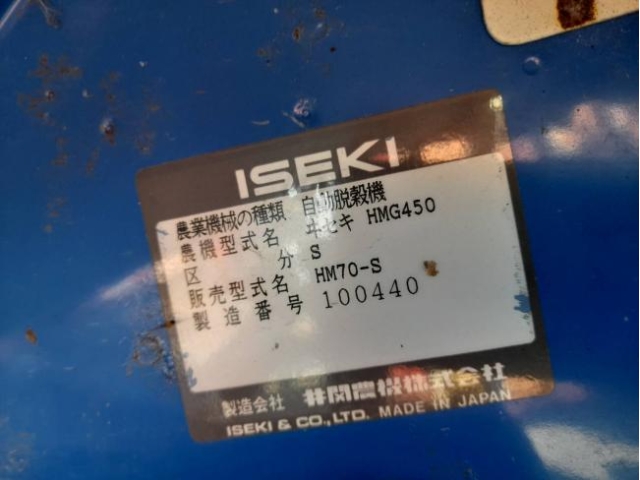 ISEKI
農業機械の種類 自動脱穀機
農機型式名 ヰセキ HMG450
区分 S
販売型式名 HM70-S
製造番号 100440
製造会社 井関農機株式会社
ISEKI & CO., LTD. MADE IN JAPAN